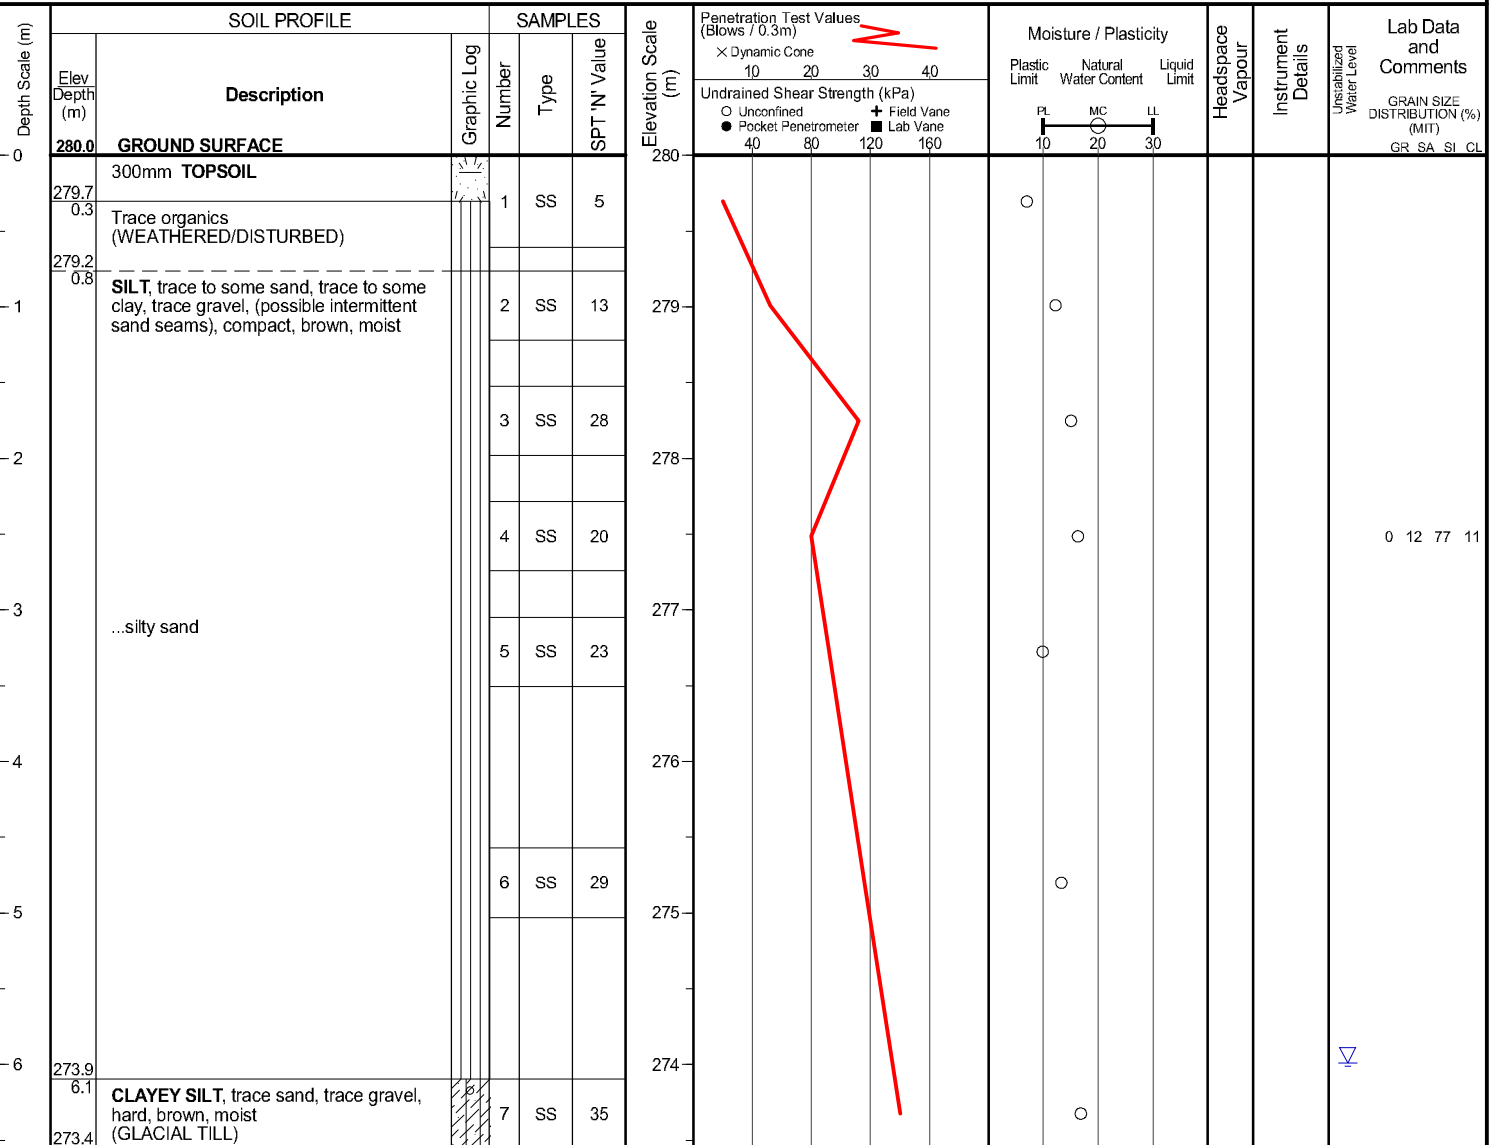 SOIL PROFILE
SAMPLES
Depth Scale (m)
Elev
Depth
(m)
Description
Graphic Log
Number
Type
SPT 'N' Value
Elevation Scale
(m)
Penetration Test Values
(Blows / 0.3m)
× Dynamic Cone
10 20 30 40
Undrained Shear Strength (kPa)
Unconfined
Field Vane
Pocket Penetrometer
Lab Vane
40 80 120 160
Moisture / Plasticity
Plastic Limit
Natural Water Content
Liquid Limit
PL MC LL
10 20 30
Headspace
Vapour
Instrument
Details
Unstabilized
Water Level
Lab Data
and
Comments
GRAIN SIZE
DISTRIBUTION (%)
(MIT)
GR SA SI CL
280.0 GROUND SURFACE
0
280
300mm TOPSOIL
279.7
0.3
1 SS 5
Trace organics
(WEATHERED/DISTURBED)
279.2
0.8
SILT, trace to some sand, trace to some
clay, trace gravel, (possible intermittent
sand seams), compact, brown, moist
1
2 SS 13
279
3 SS 28
2
278
4 SS 20
0 12 77 11
3
277
...silty sand
5 SS 23
4
276
6 SS 29
5
275
6
274
273.9
6.1
CLAYEY SILT, trace sand, trace gravel,
hard, brown, moist
(GLACIAL TILL)
7 SS 35
273.4